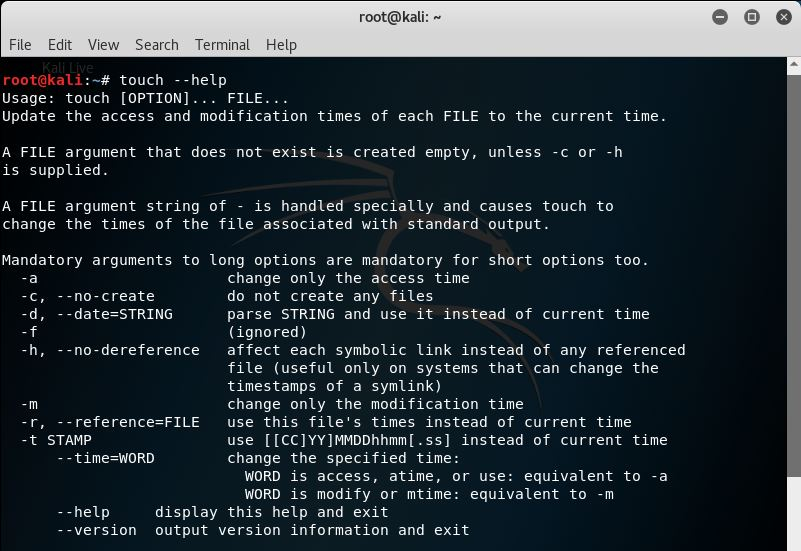 root@kali: ~
File Edit View Search Terminal Help
Kali Live
root@kali:~# touch --help
Usage: touch [OPTION]... FILE...
Update the access and modification times of each FILE to the current time.
A FILE argument that does not exist is created empty, unless -c or -h
is supplied.
A FILE argument string of - is handled specially and causes touch to
change the times of the file associated with standard output.
Mandatory arguments to long options are mandatory for short options too.
-a change only the access time
-c, --no-create do not create any files
-d, --date=STRING parse STRING and use it instead of current time
-f (ignored)
-h, --no-dereference affect each symbolic link instead of any referenced
file (useful only on systems that can change the
timestamps of a symlink)
-m change only the modification time
-r, --reference=FILE use this file's times instead of current time
-t STAMP use [[CC]YY]MMDDhhmm[.ss] instead of current time
--time=WORD change the specified time:
WORD is access, atime, or use: equivalent to -a
WORD is modify or mtime: equivalent to -m
--help display this help and exit
--version output version information and exit